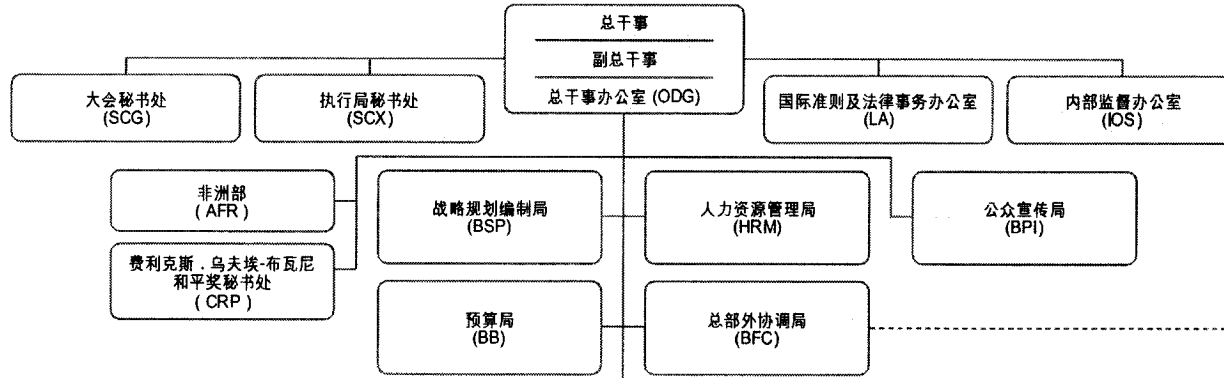 总干事
副总干事
总干事办公室 (ODG)
大会秘书处
(SCG)
执行局秘书处
(SCX)
国际准则及法律事务办公室
(LA)
内部监督办公室
(IOS)
非洲部
( AFR )
战略规划编制局
(BSP)
人力资源管理局
(HRM)
公众宣传局
(BPI)
费利克斯．乌夫埃-布瓦尼
和平奖秘书处
( CRP )
预算局
(BB)
总部外协调局
(BFC)